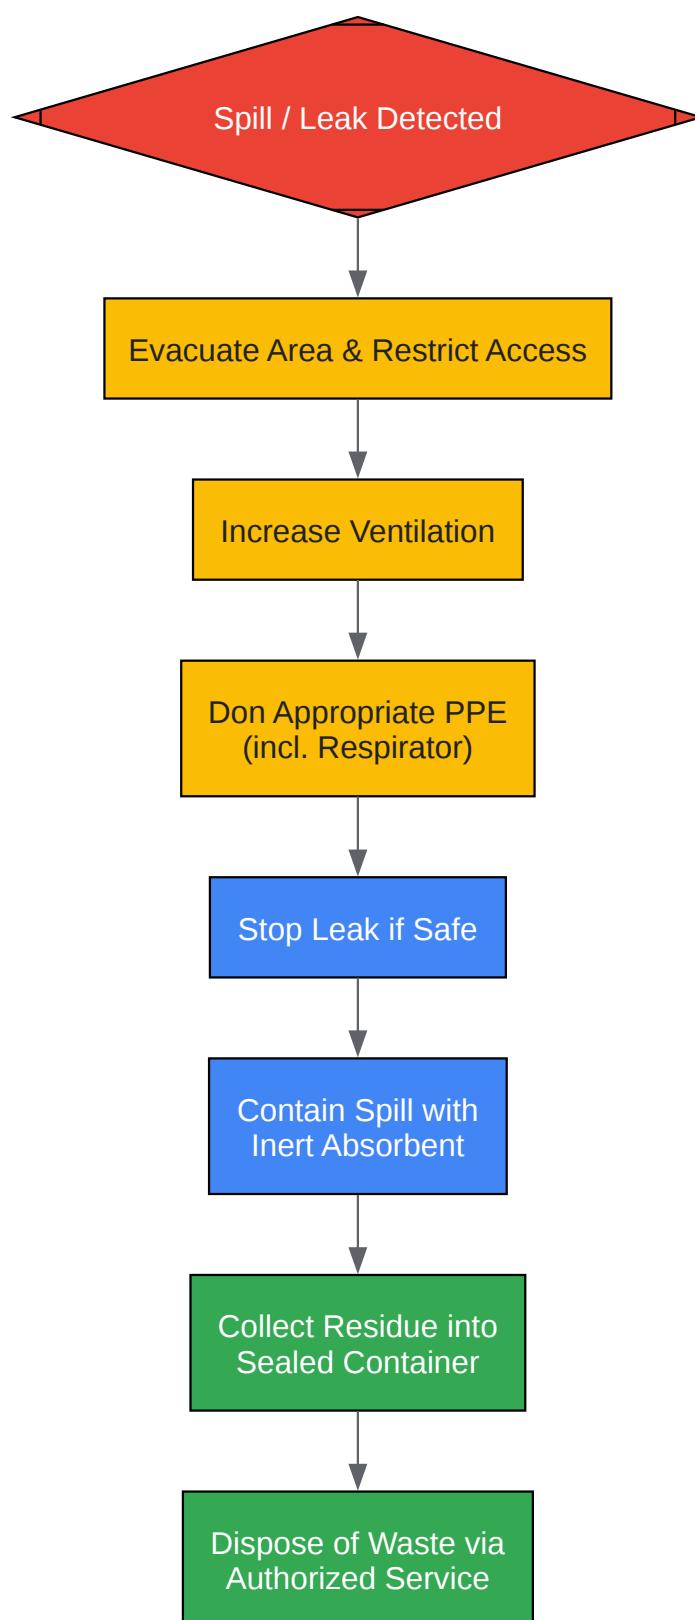 Spill / Leak Detected
Evacuate Area & Restrict Access
Increase Ventilation
Don Appropriate PPE
(incl. Respirator)
Stop Leak if Safe
Contain Spill with
Inert Absorbent
Collect Residue into
Sealed Container
Dispose of Waste via
Authorized Service